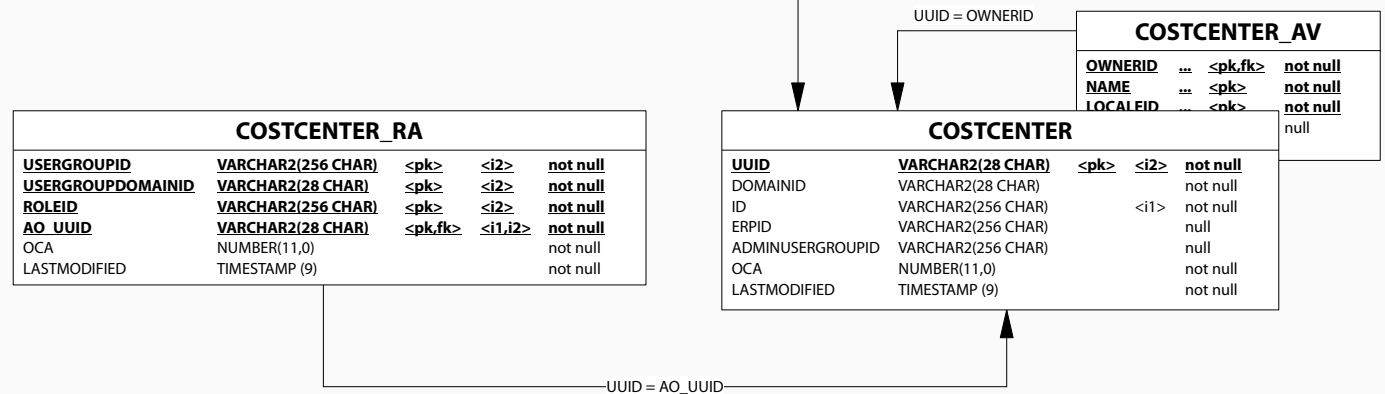 UUID = OWNERID
COSTCENTER_AV
OWNERID ... <pk,fk> not null
NAME ... <pk> not null
LOCALEID ... <pk> not null
null
COSTCENTER_RA
USERGROUPID VARCHAR2(256 CHAR) <pk> <i2> not null
USERGROUPDOMAINID VARCHAR2(28 CHAR) <pk> <i2> not null
ROLEID VARCHAR2(256 CHAR) <pk> <i2> not null
AO_UUID VARCHAR2(28 CHAR) <pk,fk> <i1,i2> not null
OCA NUMBER(11,0) not null
LASTMODIFIED TIMESTAMP (9) not null
COSTCENTER
UUID VARCHAR2(28 CHAR) <pk> <i2> not null
DOMAINID VARCHAR2(28 CHAR) not null
ID VARCHAR2(256 CHAR) <i1> not null
ERPID VARCHAR2(256 CHAR) null
ADMINUSERGROUPID VARCHAR2(256 CHAR) null
OCA NUMBER(11,0) not null
LASTMODIFIED TIMESTAMP (9) not null
UUID = AO_UUID